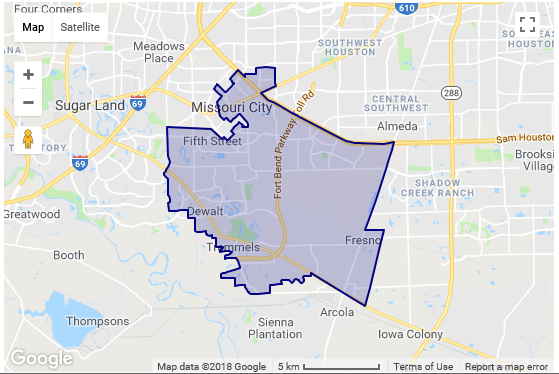 Four Corners
610
Map
Satellite
Meadows
Place
SOUTHWEST
HOUSTON
Sugar Land
69
Missouri City
Toll Rd
CENTRAL
SOUTHWEST
288
Almeda
Fifth Street
Fort Bend Parkway
Sam Houston
Brookside
Village
69
SHADOW
CREEK RANCH
Greatwood
Dewalt
Trammels
Fresno
Booth
Thompsons
Arcola
Sienna
Plantation
Iowa Colony
Google
Map data ©2018 Google
5 km
Terms of Use
Report a map error